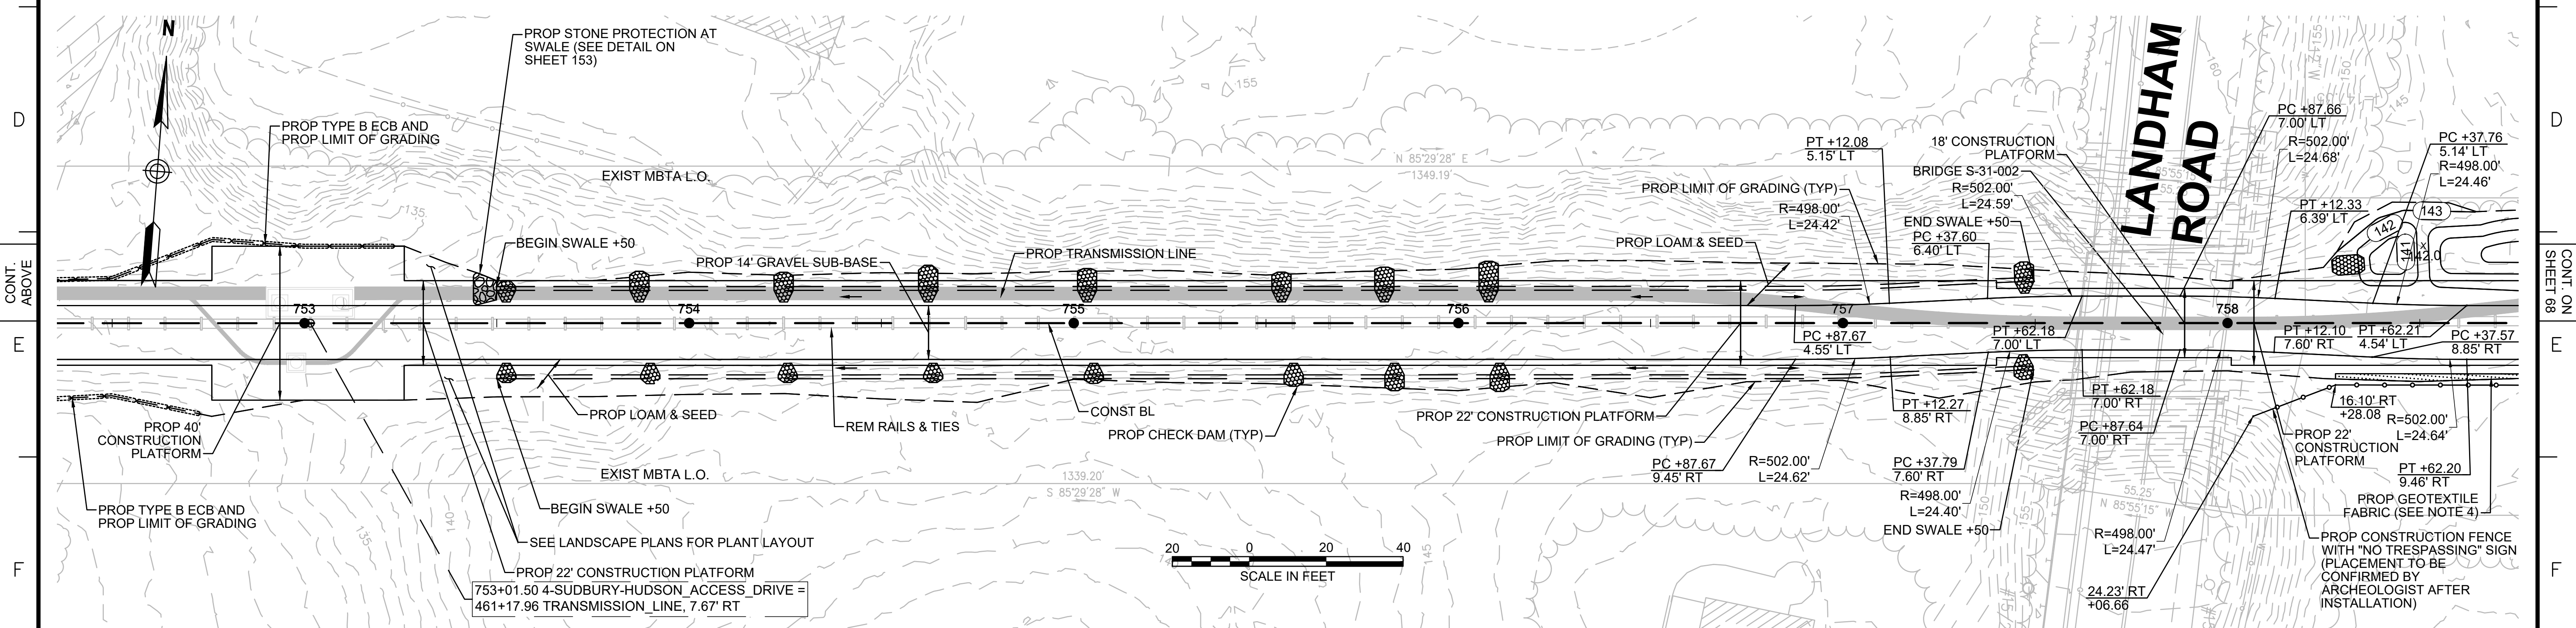 N
PROP STONE PROTECTION AT
SWALE (SEE DETAIL ON
SHEET 153)
PROP TYPE B ECB AND
PROP LIMIT OF GRADING
EXIST MBTA L.O.
155
135
N 85°29'28" E
1349.19'
LANDHAM
ROAD
160
150
145
D
D
PC +87.66
7.00' LT
R=502.00'
L=24.68'
PC +37.76
5.14' LT
R=498.00'
L=24.46'
PT +12.08
5.15' LT
18' CONSTRUCTION
PLATFORM
BRIDGE S-31-002
R=502.00'
L=24.59'
PROP LIMIT OF GRADING (TYP)
R=498.00'
L=24.42'
END SWALE +50
PC +37.60
6.40' LT
PT +12.33
6.39' LT
143
142
141
142.0
BEGIN SWALE +50
PROP 14' GRAVEL SUB-BASE
PROP TRANSMISSION LINE
PROP LOAM & SEED
CONT.
ABOVE
CONT. ON
SHEET 68
753
754
755
756
757
758
E
E
PC +87.67
4.55' LT
PT +62.18
7.00' LT
PT +12.10
7.60' RT
PT +62.21
4.54' LT
PC +37.57
8.85' RT
PROP LOAM & SEED
REM RAILS & TIES
CONST BL
PROP CHECK DAM (TYP)
PROP 22' CONSTRUCTION PLATFORM
PROP LIMIT OF GRADING (TYP)
PT +12.27
8.85' RT
PT +62.18
7.00' RT
PC +87.64
7.00' RT
16.10' RT
+28.08
R=502.00'
L=24.64'
PROP 22'
CONSTRUCTION
PLATFORM
PT +62.20
9.46' RT
PROP 40'
CONSTRUCTION
PLATFORM
EXIST MBTA L.O.
1339.20'
S 85°29'28" W
PC +87.67
9.45' RT
R=502.00'
L=24.62'
PC +37.79
7.60' RT
R=498.00'
L=24.40'
END SWALE +50
55.25'
N 85°55'15" W
PROP GEOTEXTILE
FABRIC (SEE NOTE 4)
PROP TYPE B ECB AND
PROP LIMIT OF GRADING
140
135
BEGIN SWALE +50
SEE LANDSCAPE PLANS FOR PLANT LAYOUT
PROP 22' CONSTRUCTION PLATFORM
753+01.50 4-SUDBURY-HUDSON_ACCESS_DRIVE =
461+17.96 TRANSMISSION_LINE, 7.67' RT
20 0 20 40
SCALE IN FEET
145
150
155
R=498.00'
L=24.47'
24.23' RT
+06.66
PROP CONSTRUCTION FENCE
WITH "NO TRESPASSING" SIGN
(PLACEMENT TO BE
CONFIRMED BY
ARCHEOLOGIST AFTER
INSTALLATION)
F
F